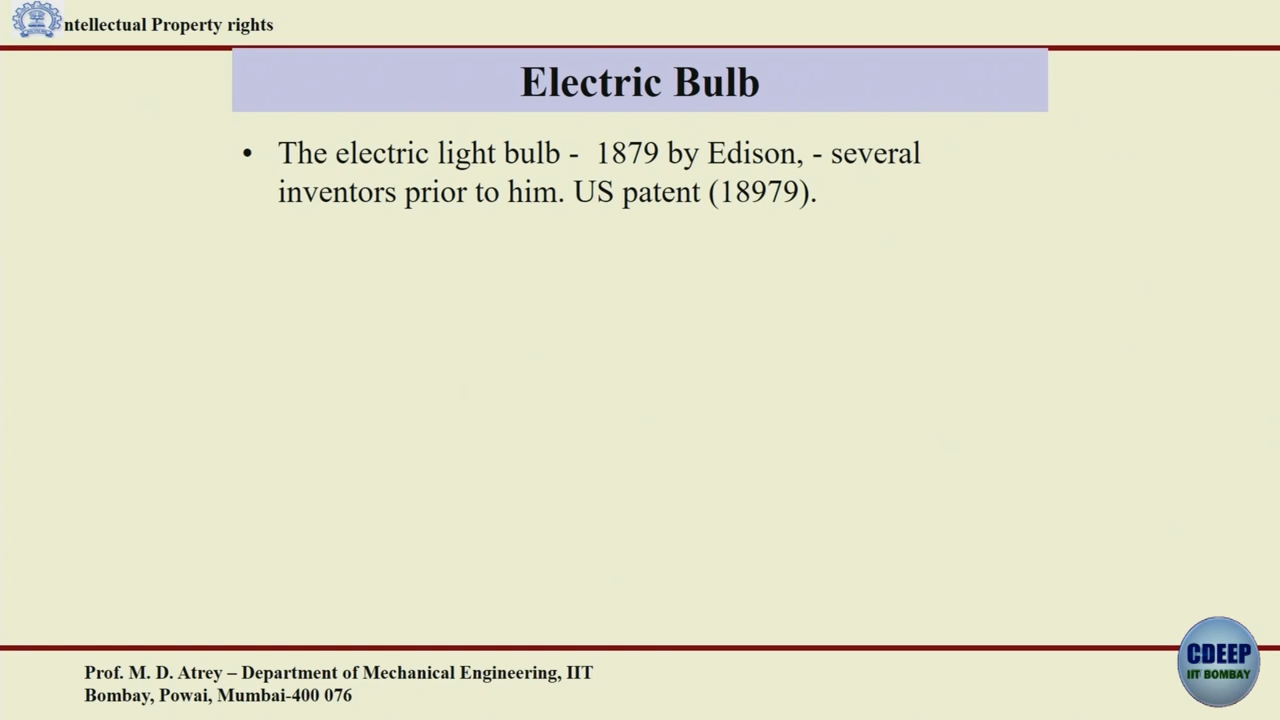 ntellectual Property rights
Electric Bulb
• The electric light bulb - 1879 by Edison, - several
inventors prior to him. US patent (18979).
Prof. M. D. Atrey – Department of Mechanical Engineering, IIT
Bombay, Powai, Mumbai-400 076
CDEEP
IIT BOMBAY